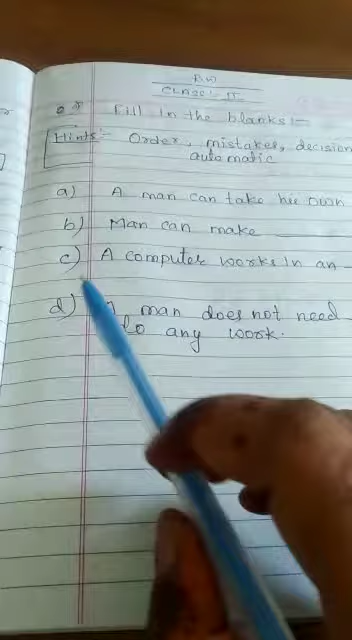 CLASS:- II
Fill in the blanks:-
Hints:- Order, mistakes, decision
automatic
a) A man can take his own
b) Man can make ______
c) A computer works in an
d) A man does not need
to any work.